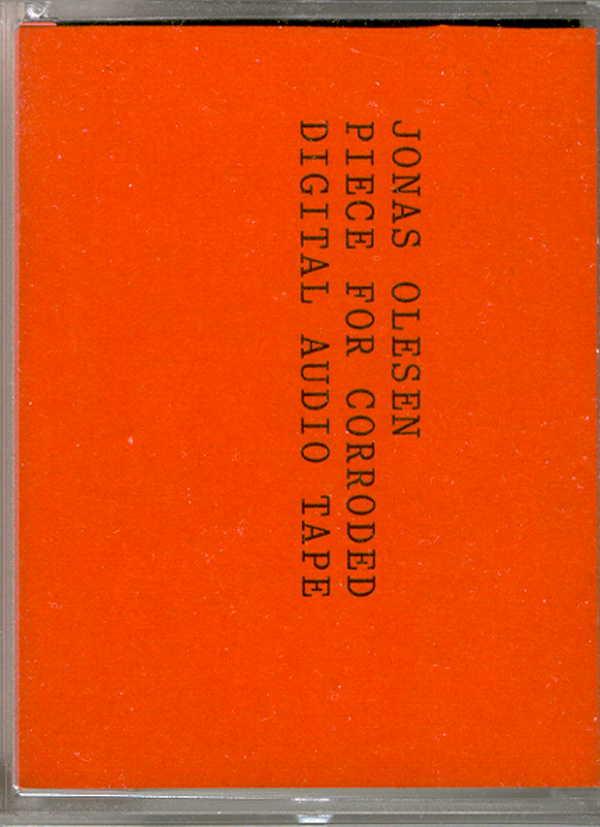 JONAS OLESEN
PIECE FOR CORRODED
DIGITAL AUDIO TAPE